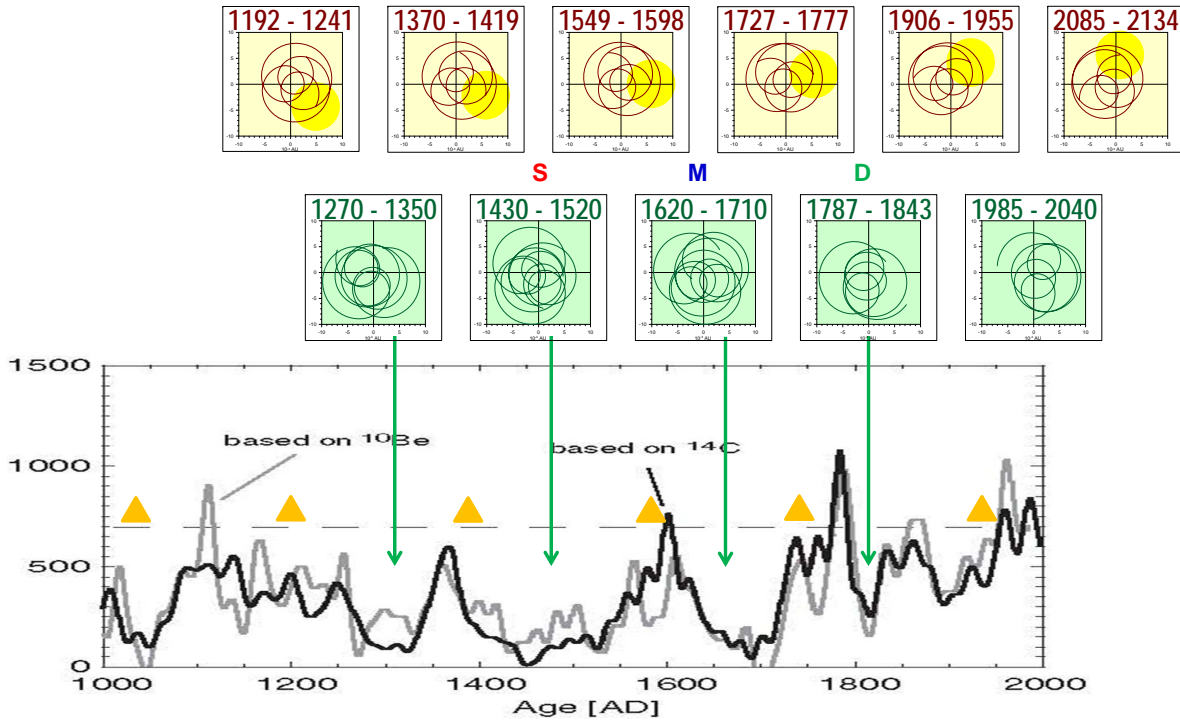 1192 - 1241
1370 - 1419
1549 - 1598
1727 - 1777
1906 - 1955
2085 - 2134
S M D
1270 - 1350
1430 - 1520
1620 - 1710
1787 - 1843
1985 - 2040
1500
1000
500
0
based on ¹⁰Be
based on ¹⁴C
1000 1200 1400 1600 1800 2000
Age [AD]